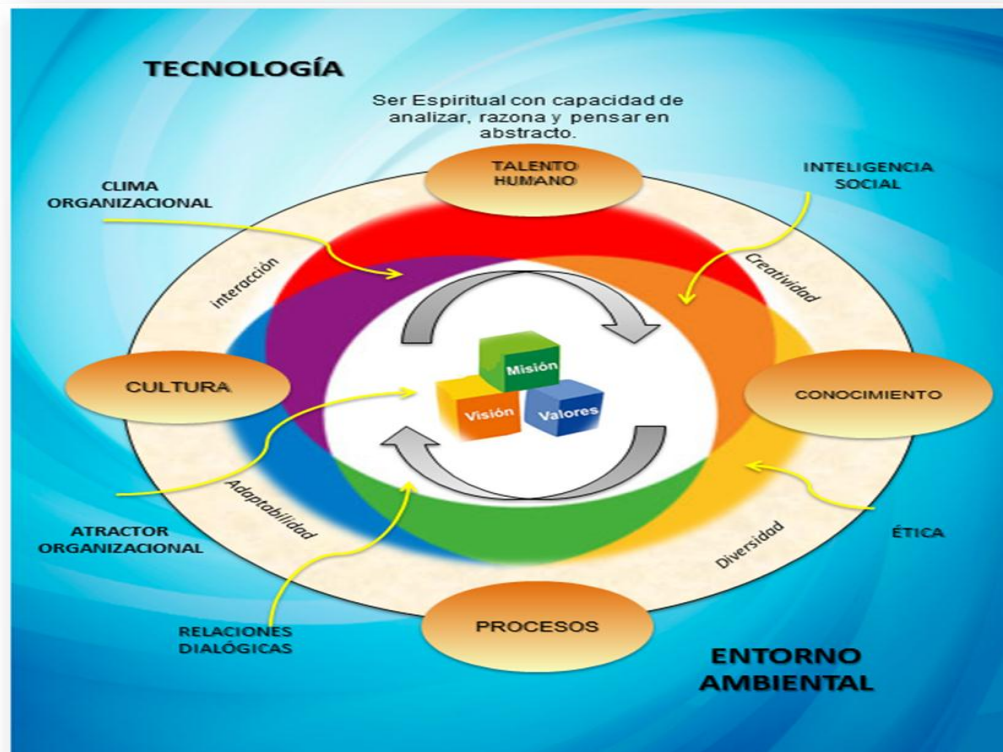 TECNOLOGÍA
Ser Espiritual con capacidad de
analizar, razona y pensar en
abstracto.
TALENTO
HUMANO
INTELIGENCIA
SOCIAL
CLIMA
ORGANIZACIONAL
interacción
Creatividad
Misión
Visión
Valores
CULTURA
CONOCIMIENTO
Adaptabilidad
Diversidad
ATRACTOR
ORGANIZACIONAL
ÉTICA
RELACIONES
DIALÓGICAS
PROCESOS
ENTORNO
AMBIENTAL